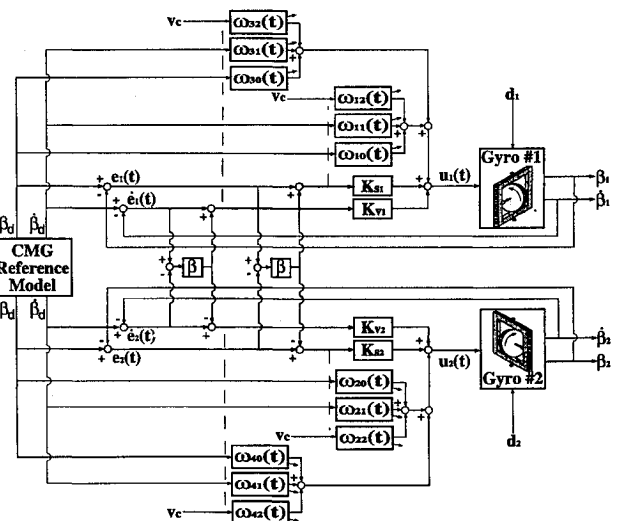 Vc ω32(t)
ω31(t)
ω30(t)
Vc ω12(t)
ω11(t)
ω10(t)
d1
Gyro #1
e1(t)
ė1(t)
Ks1
Kv1
u1(t)
β1
β̇1
βd β̇d
CMG
Reference
Model
βd β̇d
β
β
ė2(t)
e2(t)
Kv2
Ks2
u2(t)
Gyro #2
β̇2
β2
d2
ω20(t)
ω21(t)
Vc ω22(t)
ω40(t)
ω41(t)
Vc ω42(t)